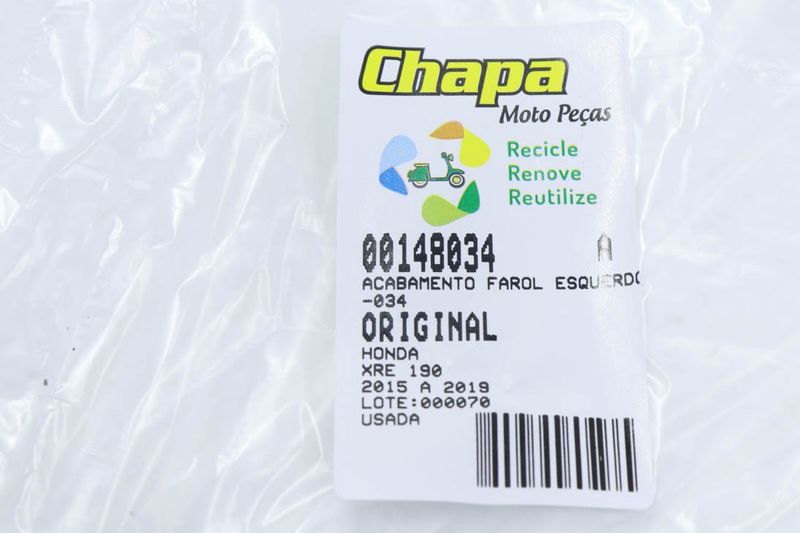 Chapa
Moto Peças
Recicle
Renove
Reutilize
00148034 A
ACABAMENTO FAROL ESQUERDO
-034
ORIGINAL
HONDA
XRE 190
2015 A 2019
LOTE:000070
USADA